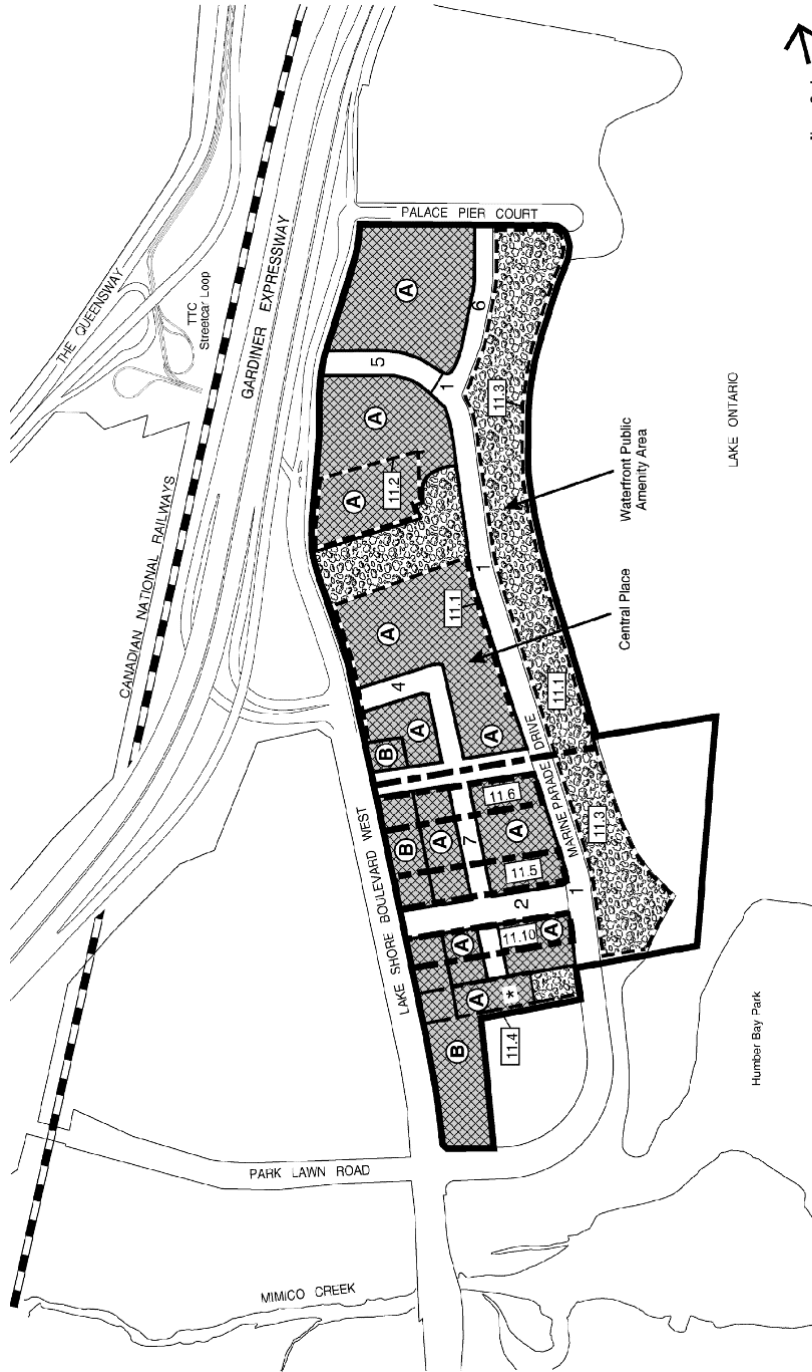 THE QUEENSWAY
TTC
Streetcar Loop
CANADIAN NATIONAL RAILWAYS
GARDINER EXPRESSWAY
PALACE PIER COURT
A
6
5
1
11.3
A
A
11.2
LAKE ONTARIO
Waterfront Public
Amenity Area
1
11.1
A
Central Place
4
11.1
B
A
A
MARINE PARADE DRIVE
LAKE SHORE BOULEVARD WEST
11.6
B
A
7
A
11.3
11.5
2
1
A
11.10
A
A
*
B
11.4
Humber Bay Park
PARK LAWN ROAD
MIMICO CREEK